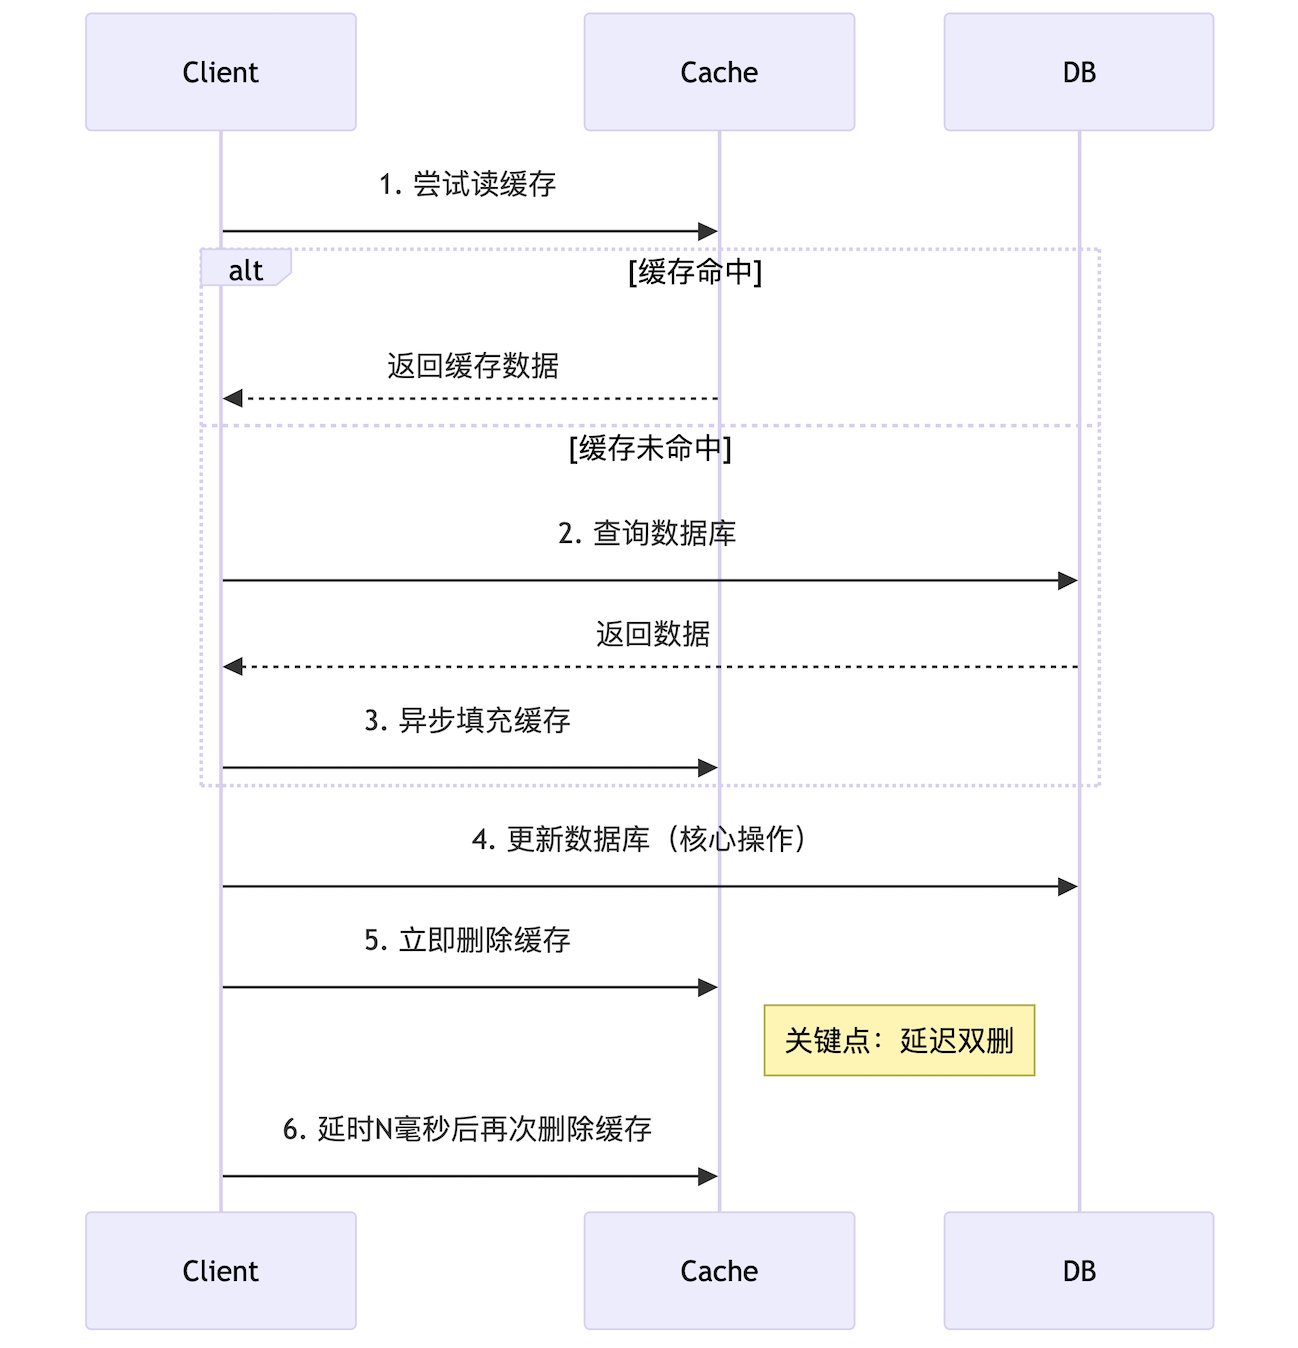 Client
Cache
DB
1. 尝试读缓存
alt
[缓存命中]
返回缓存数据
[缓存未命中]
2. 查询数据库
返回数据
3. 异步填充缓存
4. 更新数据库（核心操作）
5. 立即删除缓存
关键点：延迟双删
6. 延时N毫秒后再次删除缓存
Client
Cache
DB